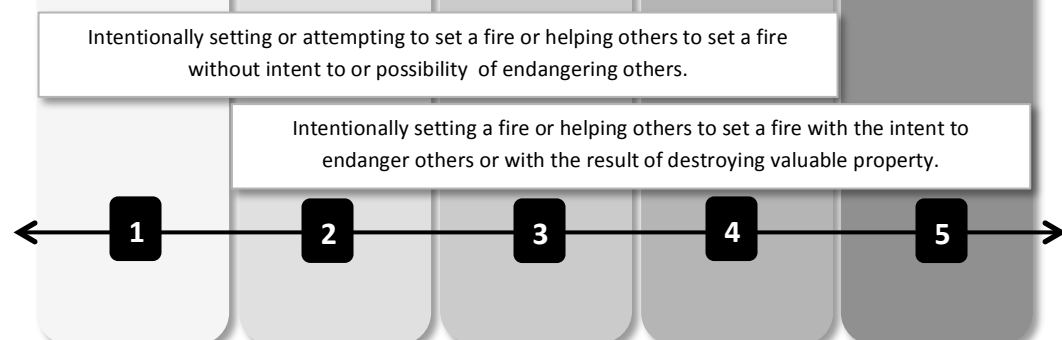 Intentionally setting or attempting to set a fire or helping others to set a fire
without intent to or possibility of endangering others.
Intentionally setting a fire or helping others to set a fire with the intent to
endanger others or with the result of destroying valuable property.
1 2 3 4 5